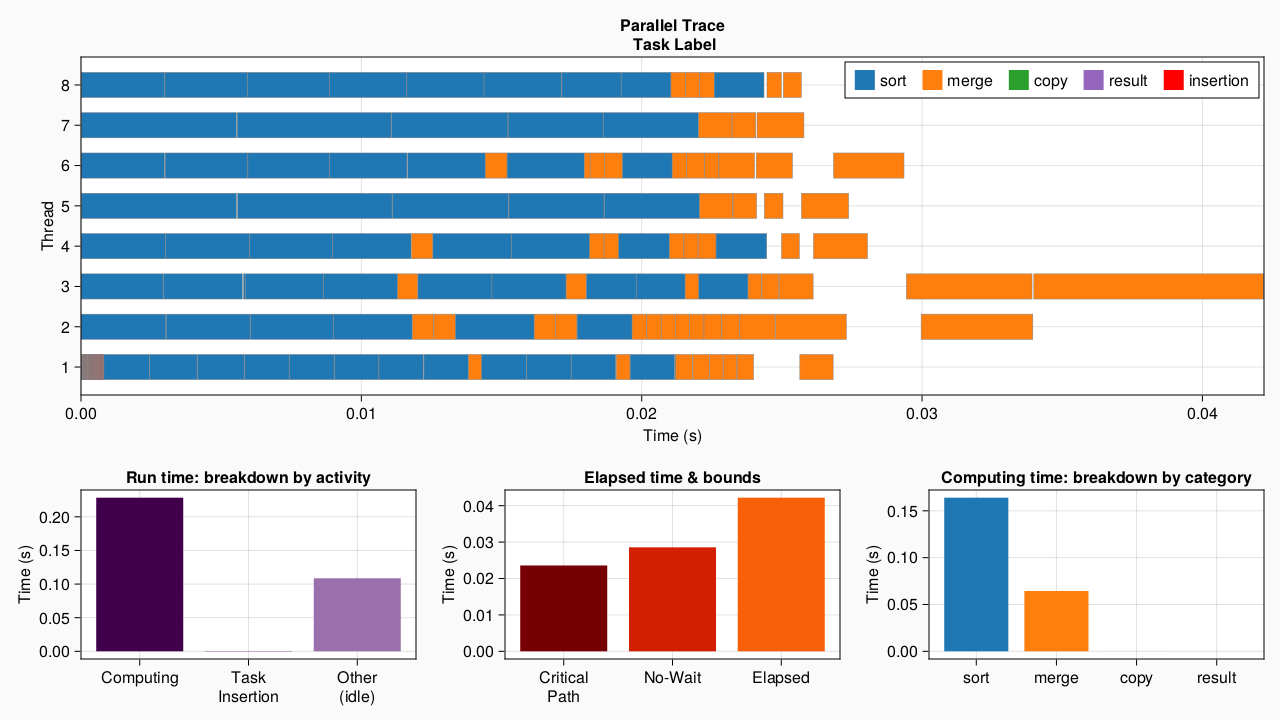 Parallel Trace
Task Label
sort merge copy result insertion
8
7
6
5
4
3
2
1
Thread
0.00 0.01 0.02 0.03 0.04
Time (s)
Run time: breakdown by activity
0.20
0.15
0.10
0.05
0.00
Time (s)
Computing Task Insertion Other (idle)
Elapsed time & bounds
0.04
0.03
0.02
0.01
0.00
Time (s)
Critical Path No-Wait Elapsed
Computing time: breakdown by category
0.15
0.10
0.05
0.00
Time (s)
sort merge copy result